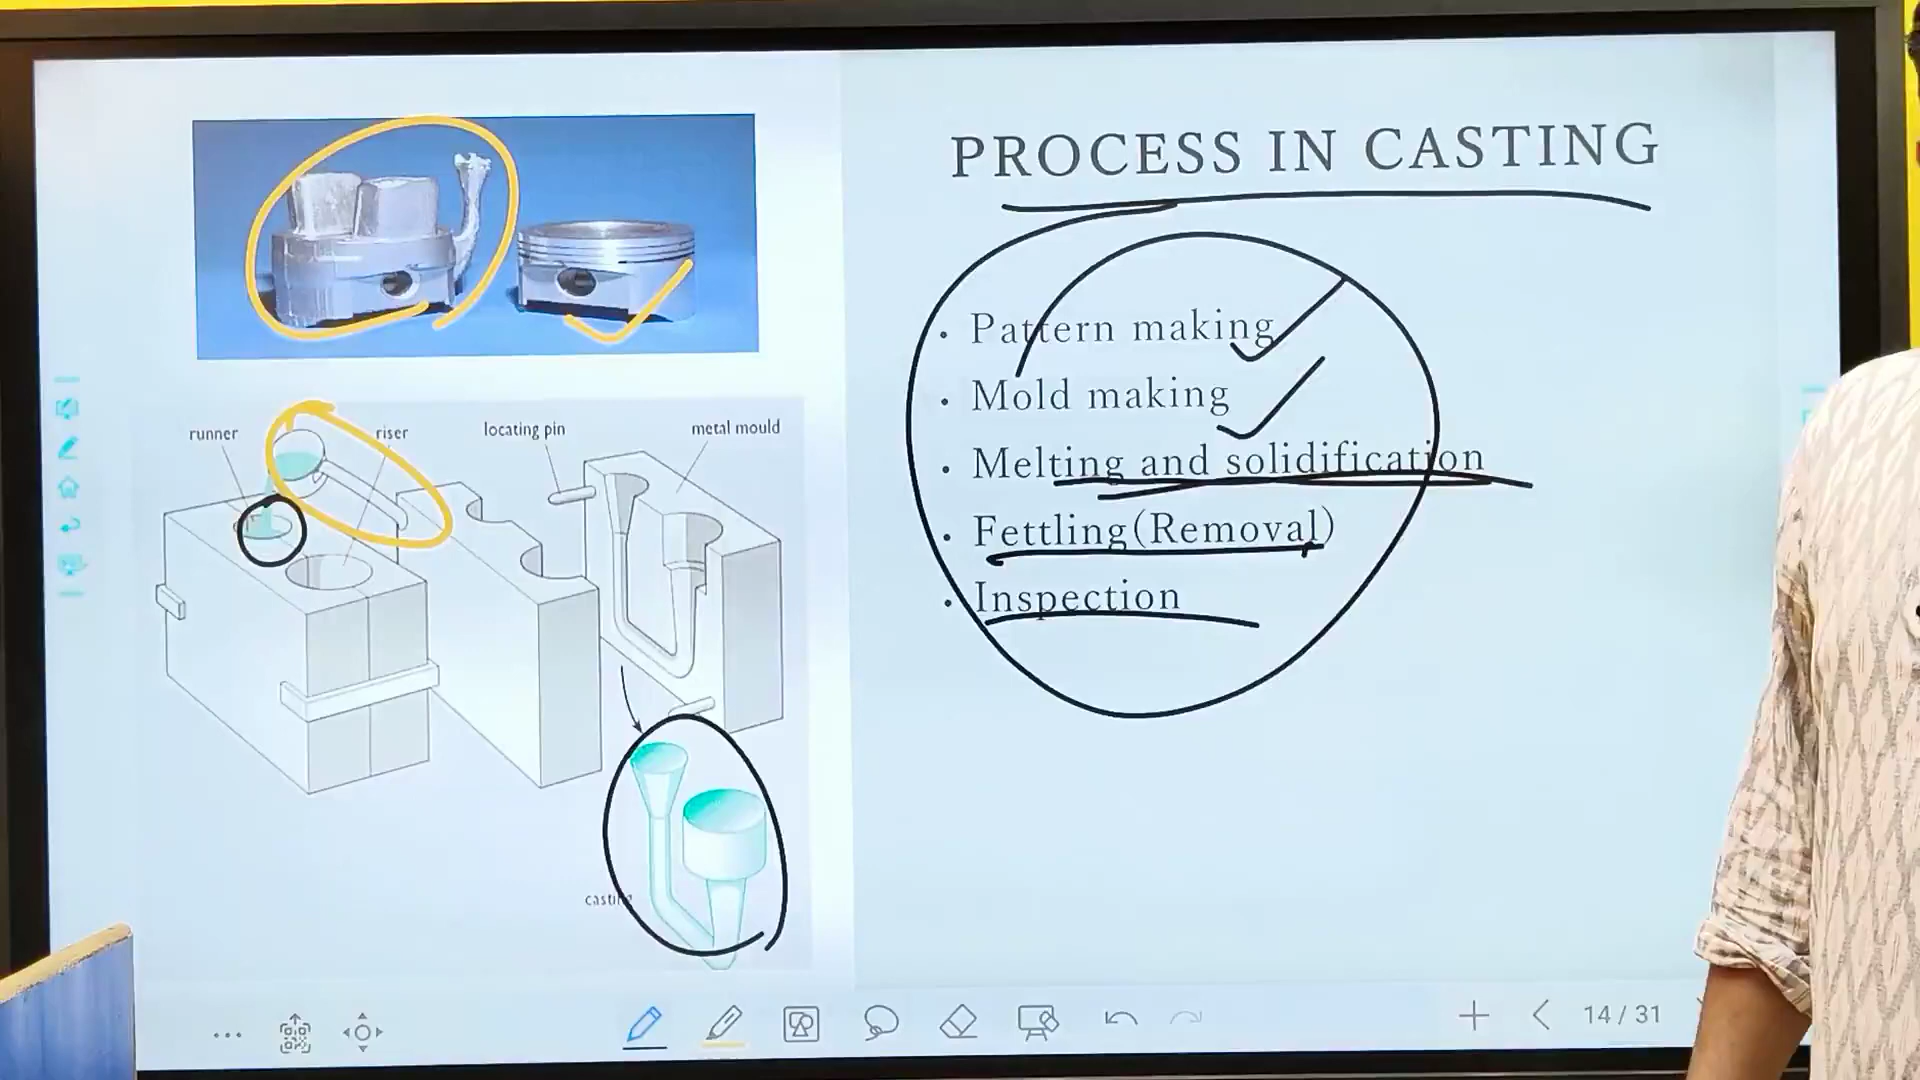 PROCESS IN CASTING
• Pattern making
• Mold making
• Melting and solidification
• Fettling(Removal)
• Inspection
runner
riser
locating pin
metal mould
casting
14 / 31